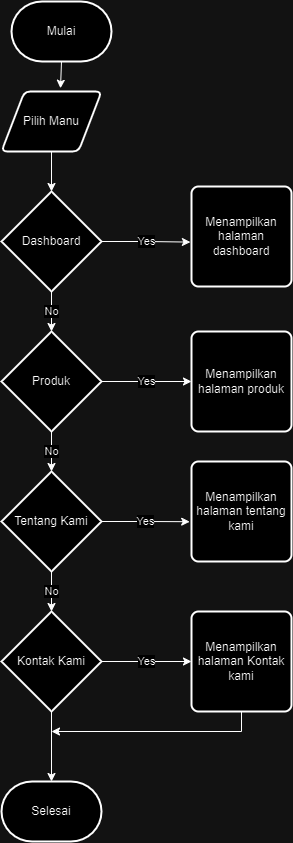 Mulai
Pilih Manu
Dashboard
Yes
Menampilkan
halaman
dashboard
No
Produk
Yes
Menampilkan
halaman produk
No
Tentang Kami
Yes
Menampilkan
halaman tentang
kami
No
Kontak Kami
Yes
Menampilkan
halaman Kontak
kami
Selesai